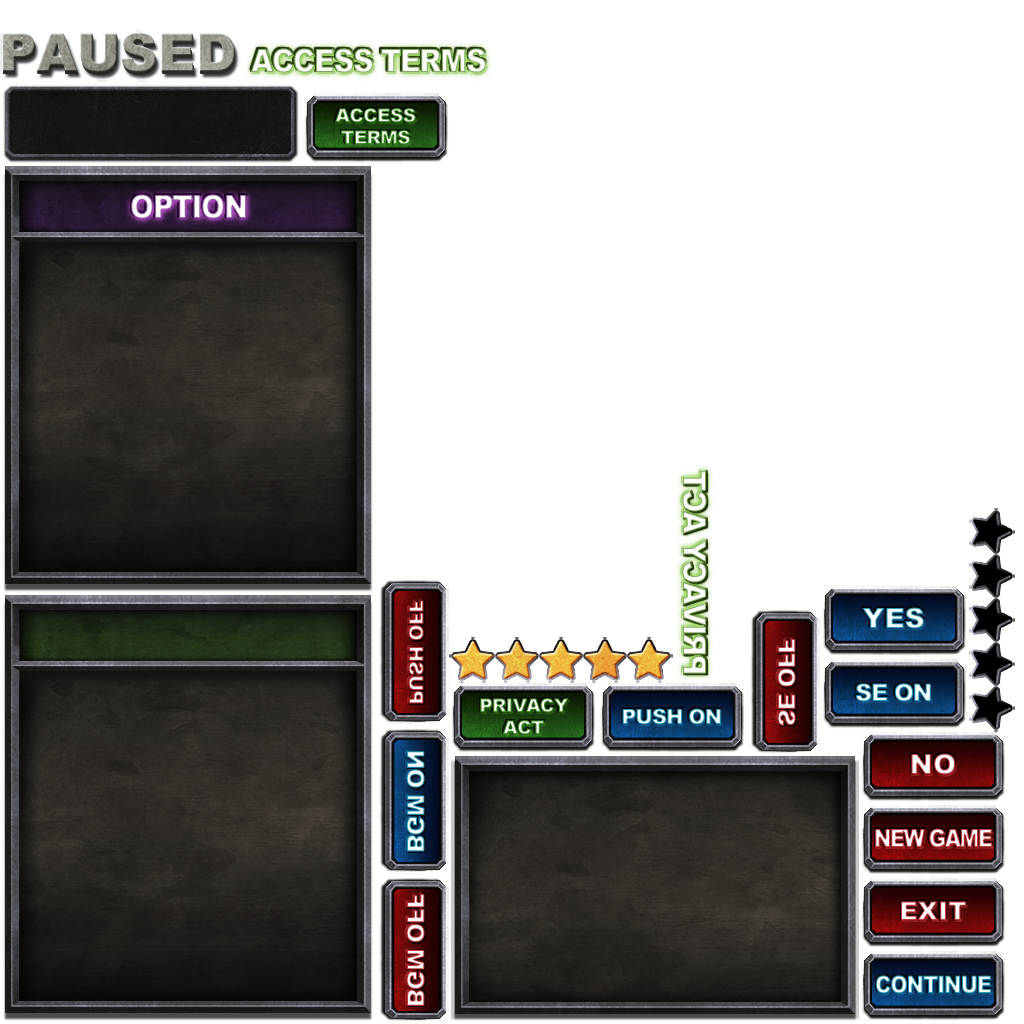 PAUSED
ACCESS TERMS
ACCESS
TERMS
OPTION
PRIVACY ACT
PUSH OFF
YES
SE OFF
SE ON
PRIVACY
ACT
PUSH ON
NO
BGM ON
NEW GAME
EXIT
BGM OFF
CONTINUE